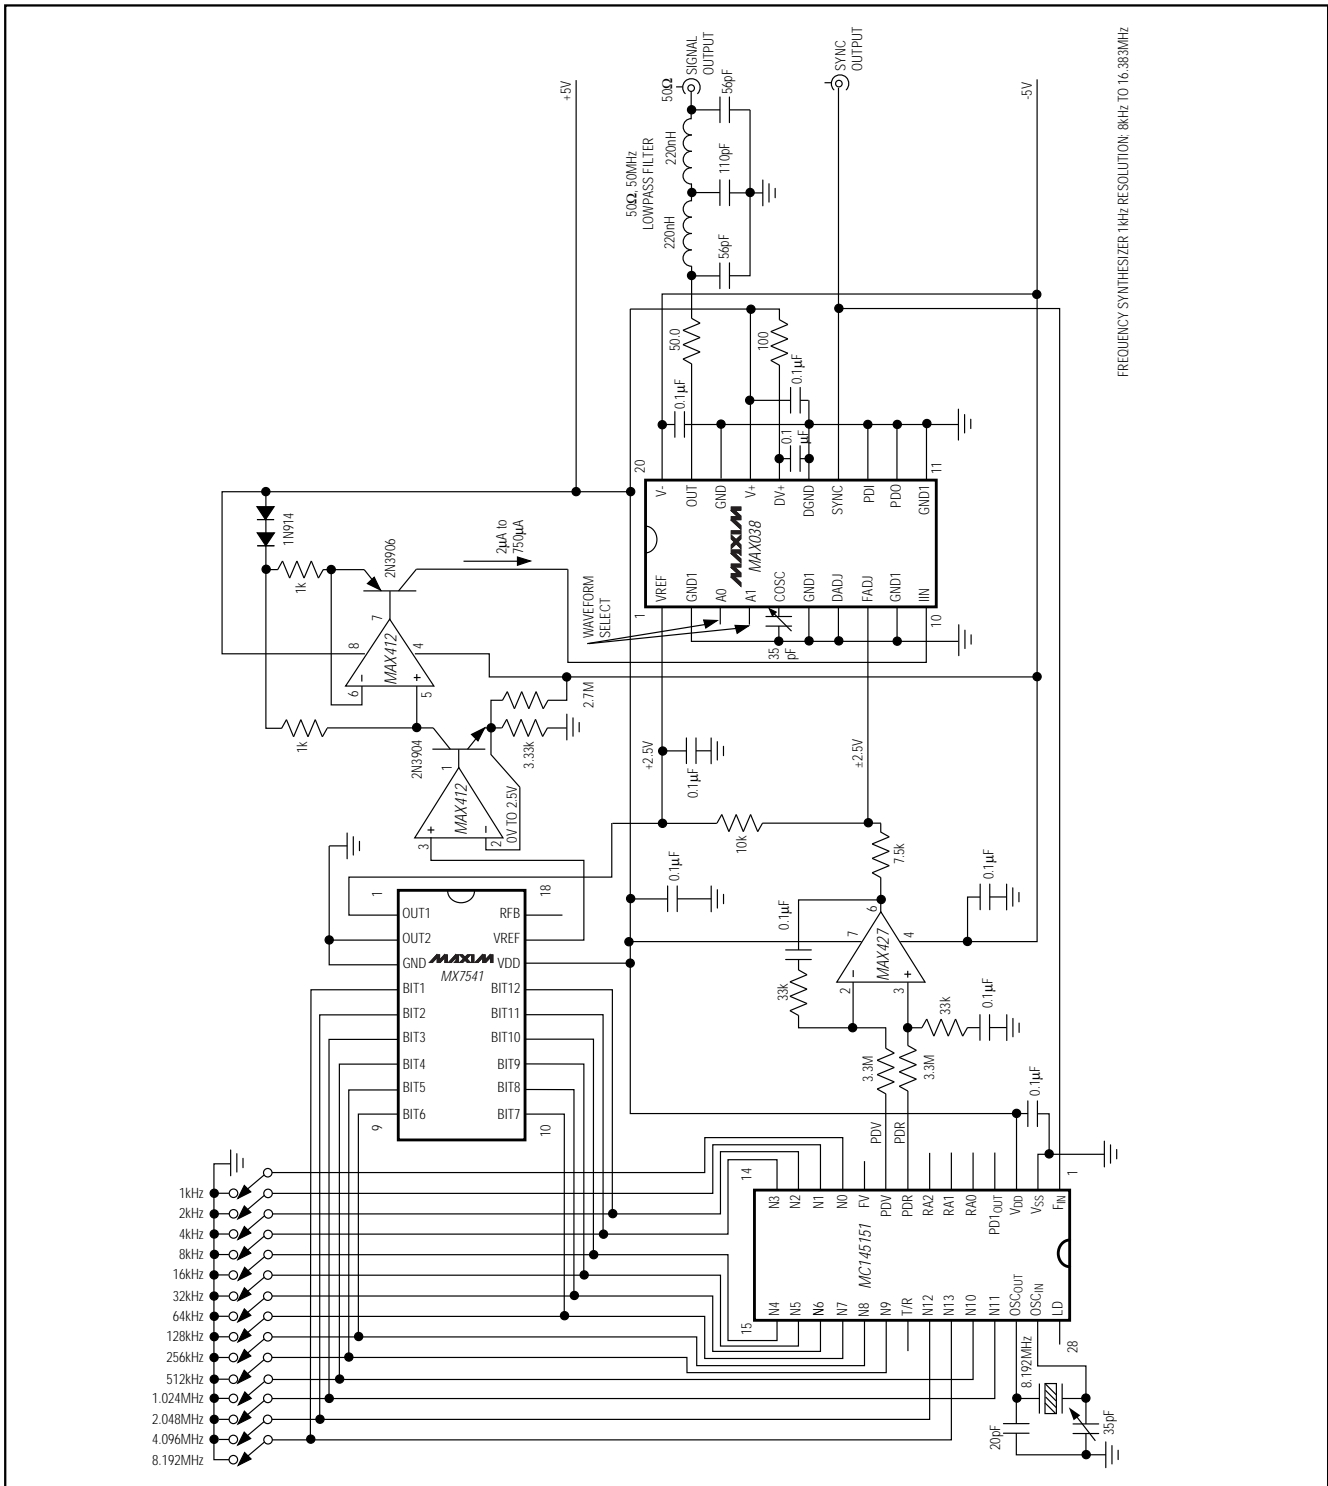 +5V
50Ω
SIGNAL
OUTPUT
SYNC
OUTPUT
-5V
50Ω, 50MHz
LOWPASS FILTER
220nH
220nH
56pF
110pF
56pF
FREQUENCY SYNTHESIZER 1kHz RESOLUTION; 8kHz TO 16.383MHz
50.0
100
0.1µF
0.1µF
0.1
µF
20
11
V-
OUT
GND
V+
DV+
DGND
SYNC
PDI
PDO
GND1
MAXIM
MAX038
VREF
GND1
A0
A1
COSC
GND1
DADJ
FADJ
GND1
IIN
1
10
WAVEFORM
SELECT
35
pF
1N914
1k
2N3906
2µA to
750µA
7
8
MAX412
4
6
−
+
5
1k
2N3904
2.7M
3.33k
1
MAX412
+
−
3
2
0V TO 2.5V
+2.5V
0.1µF
±2.5V
10k
7.5k
0.1µF
0.1µF
0.1µF
6
7
MAX427
4
−
+
2
3
33k
33k
0.1µF
3.3M
3.3M
PDV
PDR
0.1µF
1
18
OUT1
RFB
OUT2
VREF
GND
MAXIM
VDD
MX7541
BIT1
BIT12
BIT2
BIT11
BIT3
BIT10
BIT4
BIT9
BIT5
BIT8
BIT6
BIT7
9
10
1kHz
2kHz
4kHz
8kHz
16kHz
32kHz
64kHz
128kHz
256kHz
512kHz
1.024MHz
2.048MHz
4.096MHz
8.192MHz
14
1
N3
N2
N1
N0
FV
PDV
PDR
RA2
RA1
RA0
PD1OUT
VDD
VSS
FIN
MC145151
N4
N5
N6
N7
N8
N9
T/R
N12
N13
N10
N11
OSCOUT
OSCIN
LD
15
28
8.192MHz
20pF
35pF